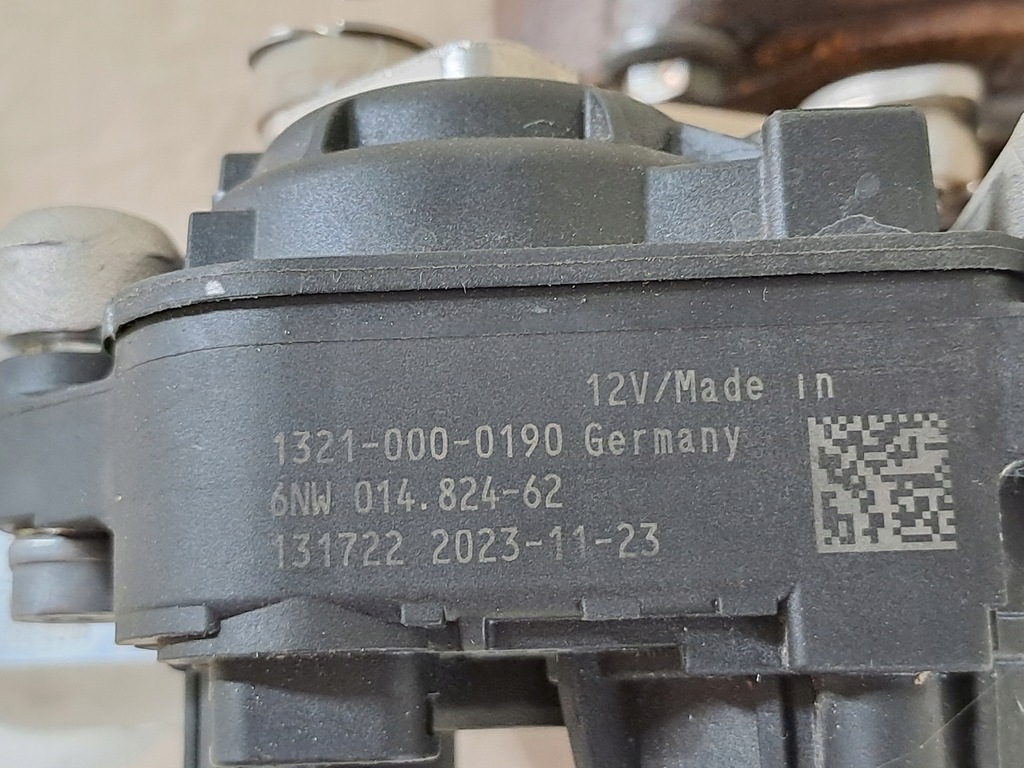 12V/Made in
1321-000-0190 Germany
6NW 014.824-62
131722 2023-11-23